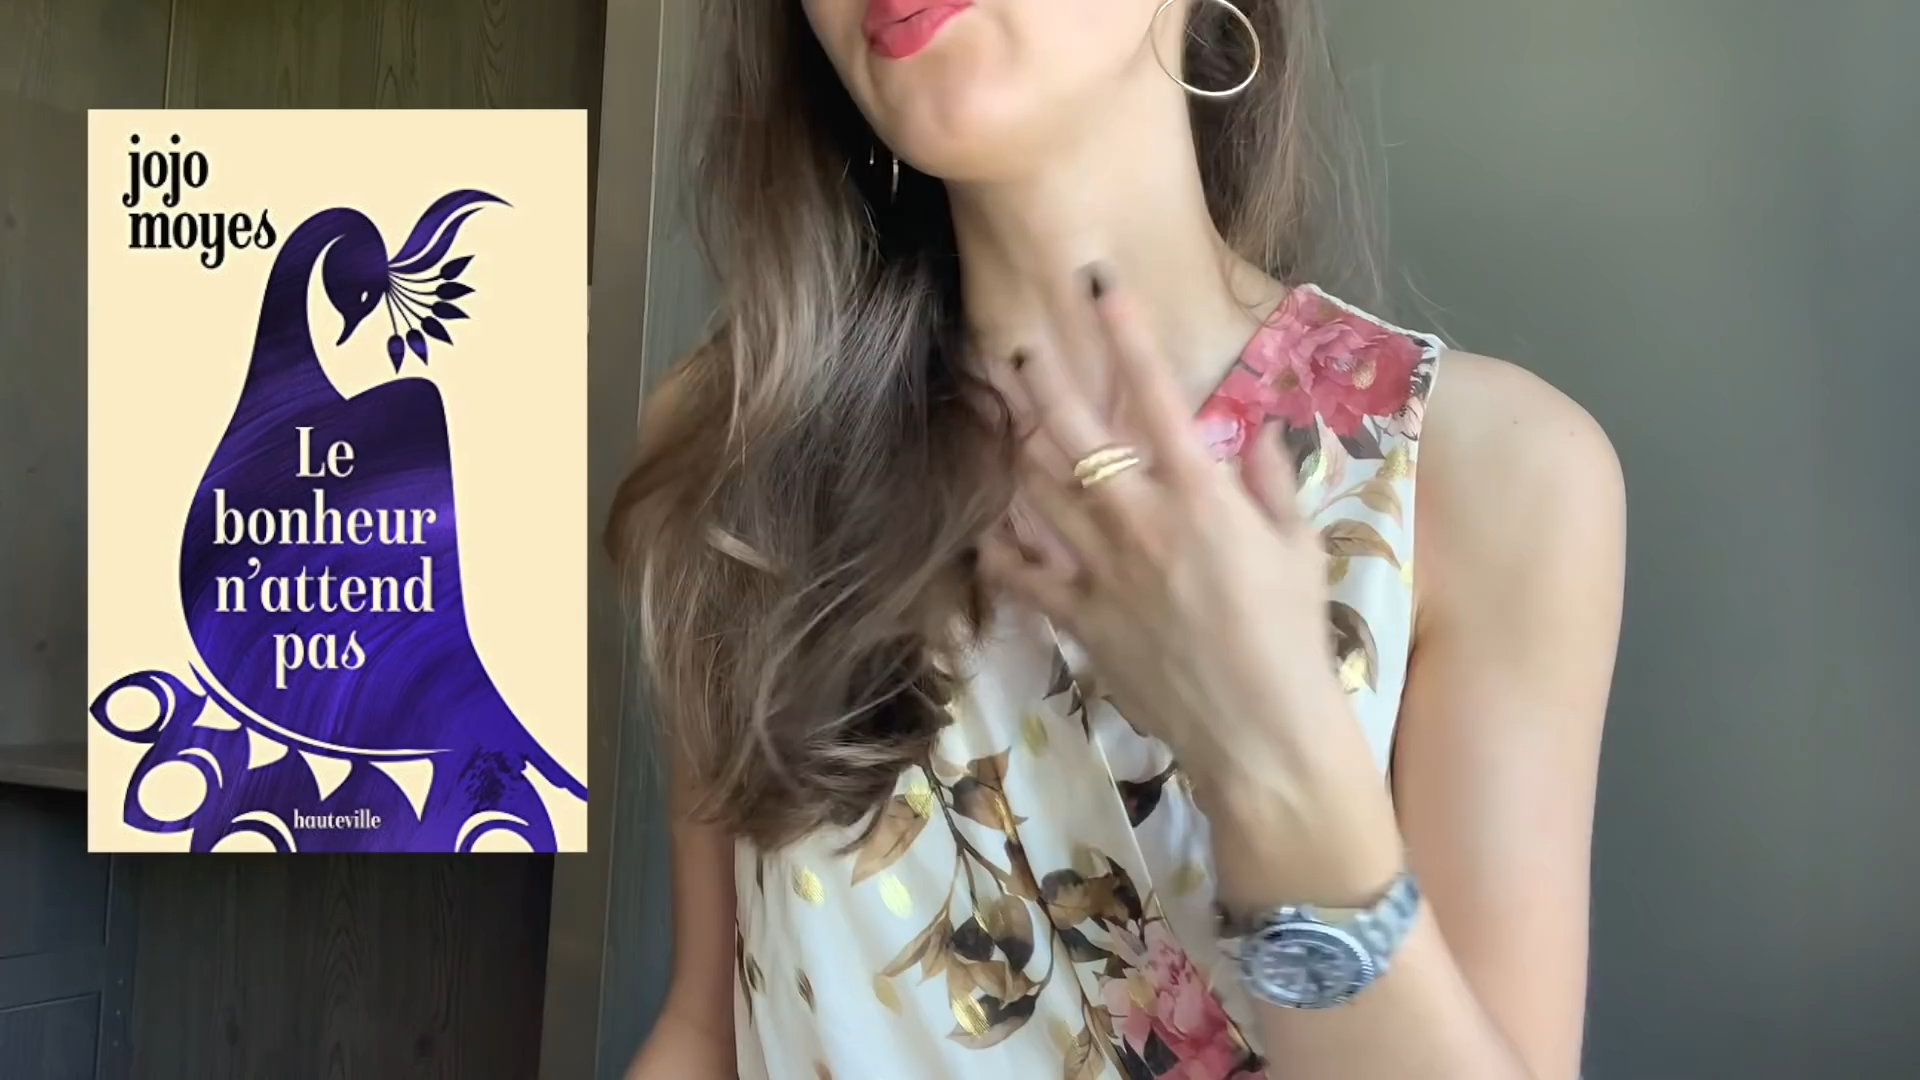 jojo
moyes
Le
bonheur
n’attend
pas
hauteville